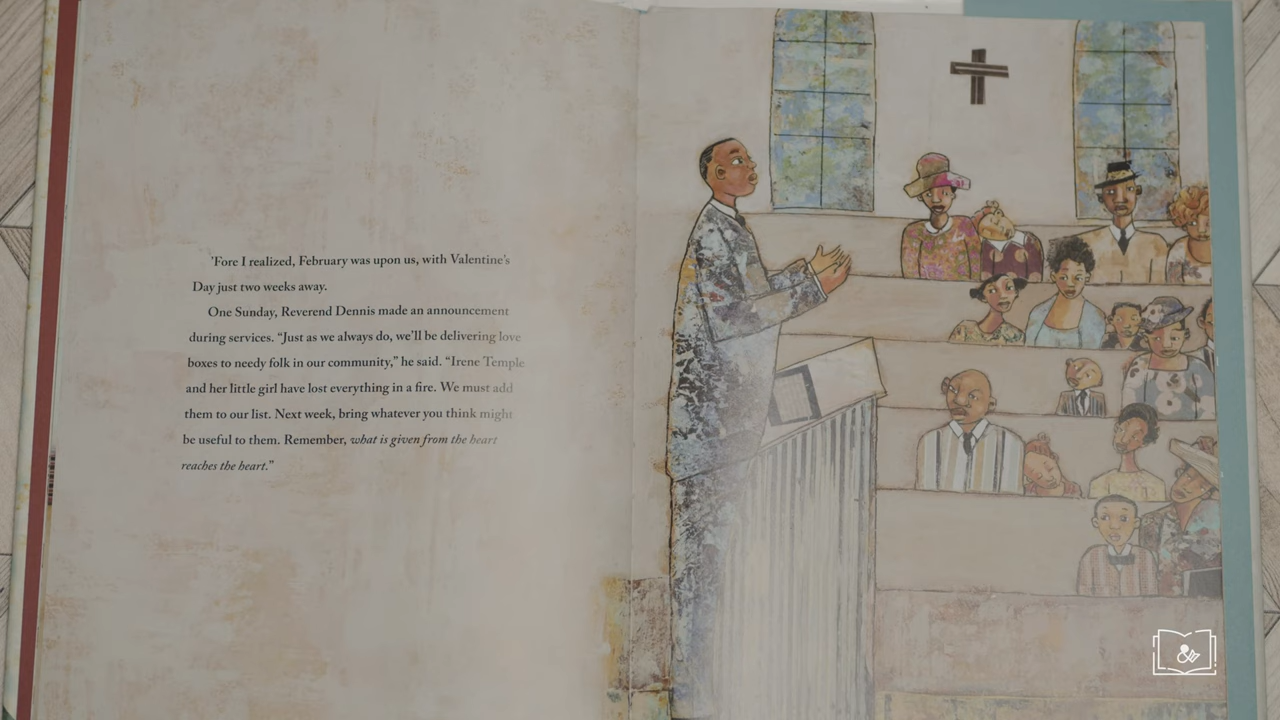 'Fore I realized, February was upon us, with Valentine's
Day just two weeks away.
One Sunday, Reverend Dennis made an announcement
during services. “Just as we always do, we'll be delivering love
boxes to needy folk in our community,” he said. “Irene Temple
and her little girl have lost everything in a fire. We must add
them to our list. Next week, bring whatever you think might
be useful to them. Remember, what is given from the heart
reaches the heart.”